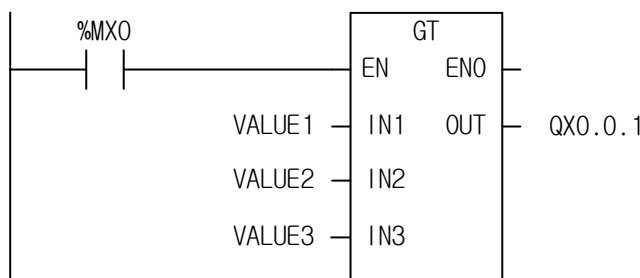 %MX0 GT
EN ENO
VALUE1 IN1 OUT QX0.0.1
VALUE2 IN2
VALUE3 IN3